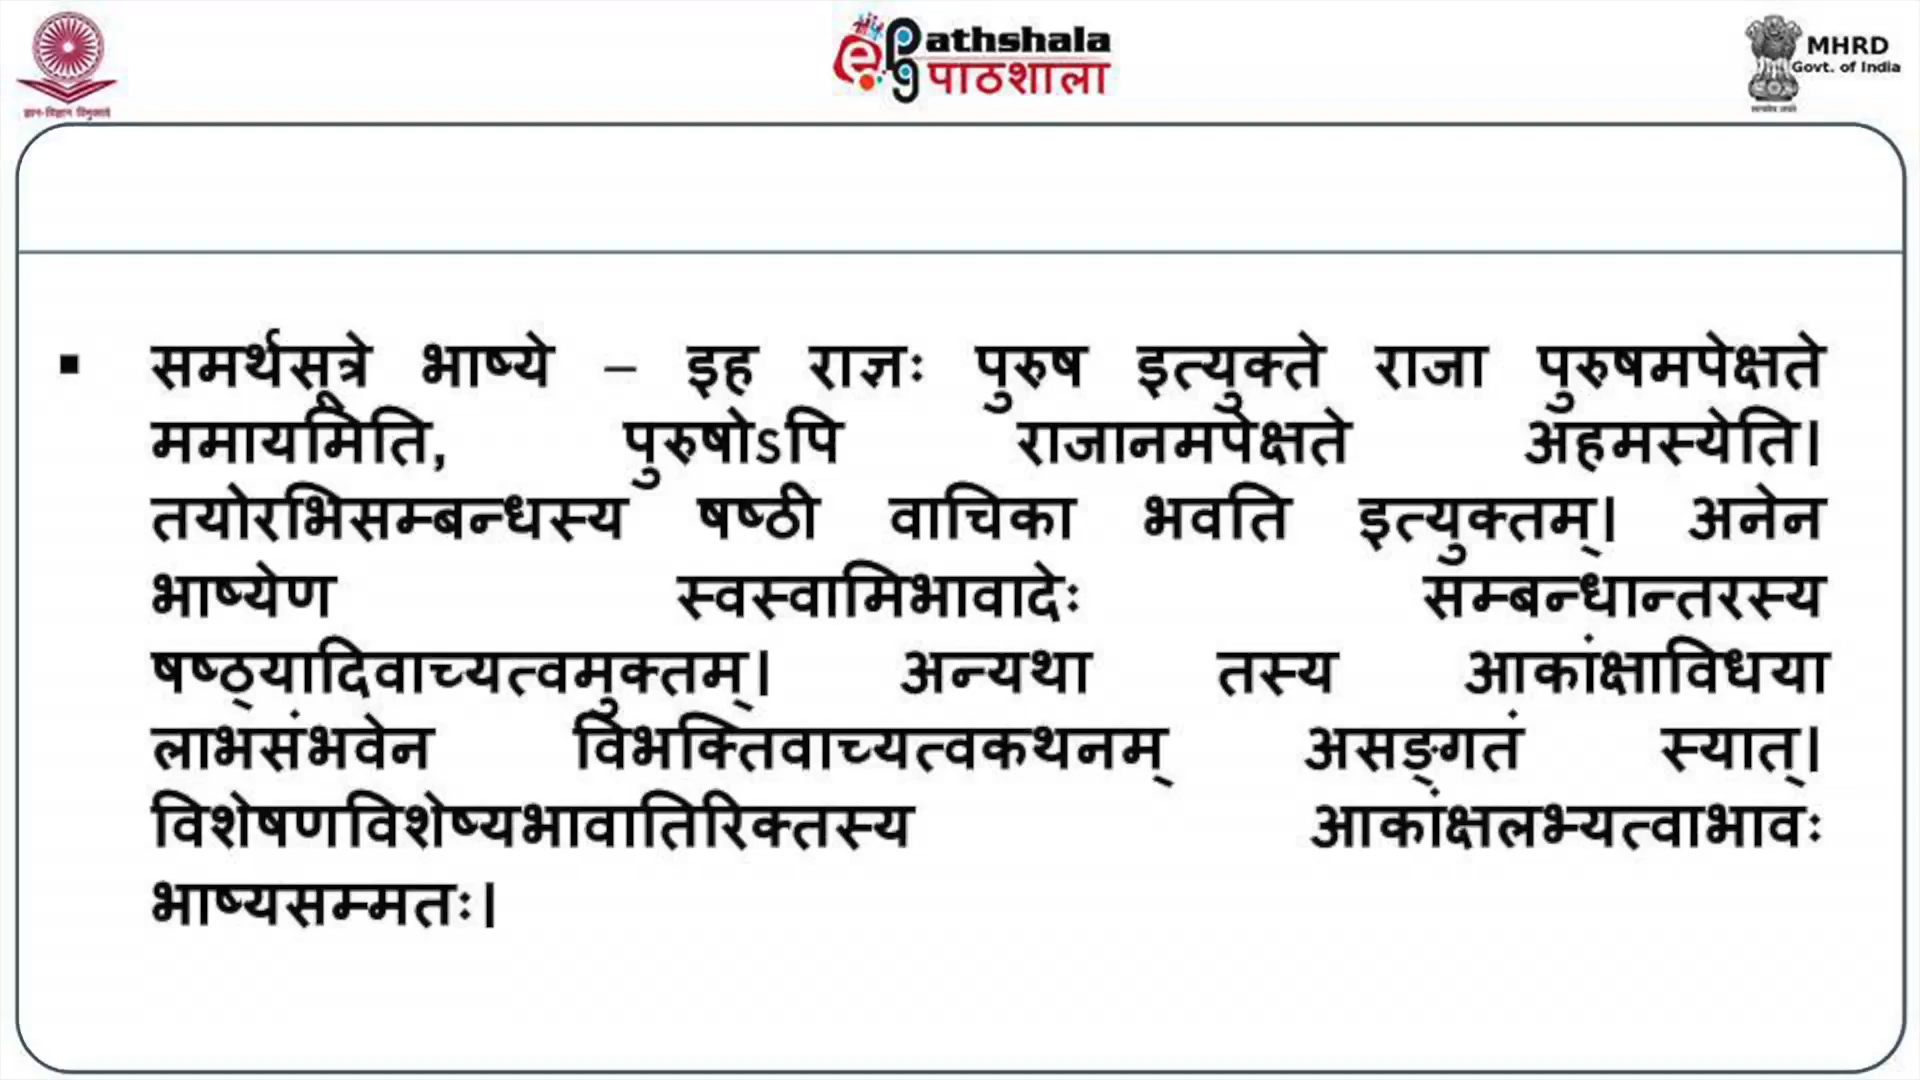 Pathshala
पाठशाला
MHRD
Govt. of India
ज्ञान-विज्ञान विमुक्तये
▪ समर्थसूत्रे भाष्ये – इह राज्ञः पुरुष इत्युक्ते राजा पुरुषमपेक्षते
ममायमिति, पुरुषोऽपि राजानमपेक्षते अहमस्येति।
तयोरभिसम्बन्धस्य षष्ठी वाचिका भवति इत्युक्तम्। अनेन
भाष्येण स्वस्वामिभावादेः सम्बन्धान्तरस्य
षष्ठ्यादिवाच्यत्वमुक्तम्। अन्यथा तस्य आकांक्षाविधया
लाभसंभवेन विभक्तिवाच्यत्वकथनम् असङ्गतं स्यात्।
विशेषणविशेष्यभावातिरिक्तस्य आकांक्षलभ्यत्वाभावः
भाष्यसम्मतः।